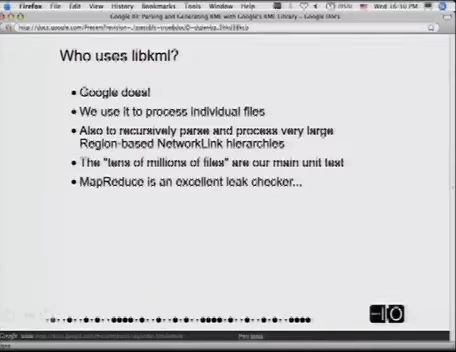 Firefox File Edit View History Bookmarks Tools Window Help
Google IO: Parsing and Generating KML with Google's KML Library - Google Docs
Who uses libkml?
• Google does!
• We use it to process individual files
• Also to recursively parse and process very large
Region-based NetworkLink hierarchies
• The "tens of millions of files" are our main unit test
• MapReduce is an excellent leak checker...
IO